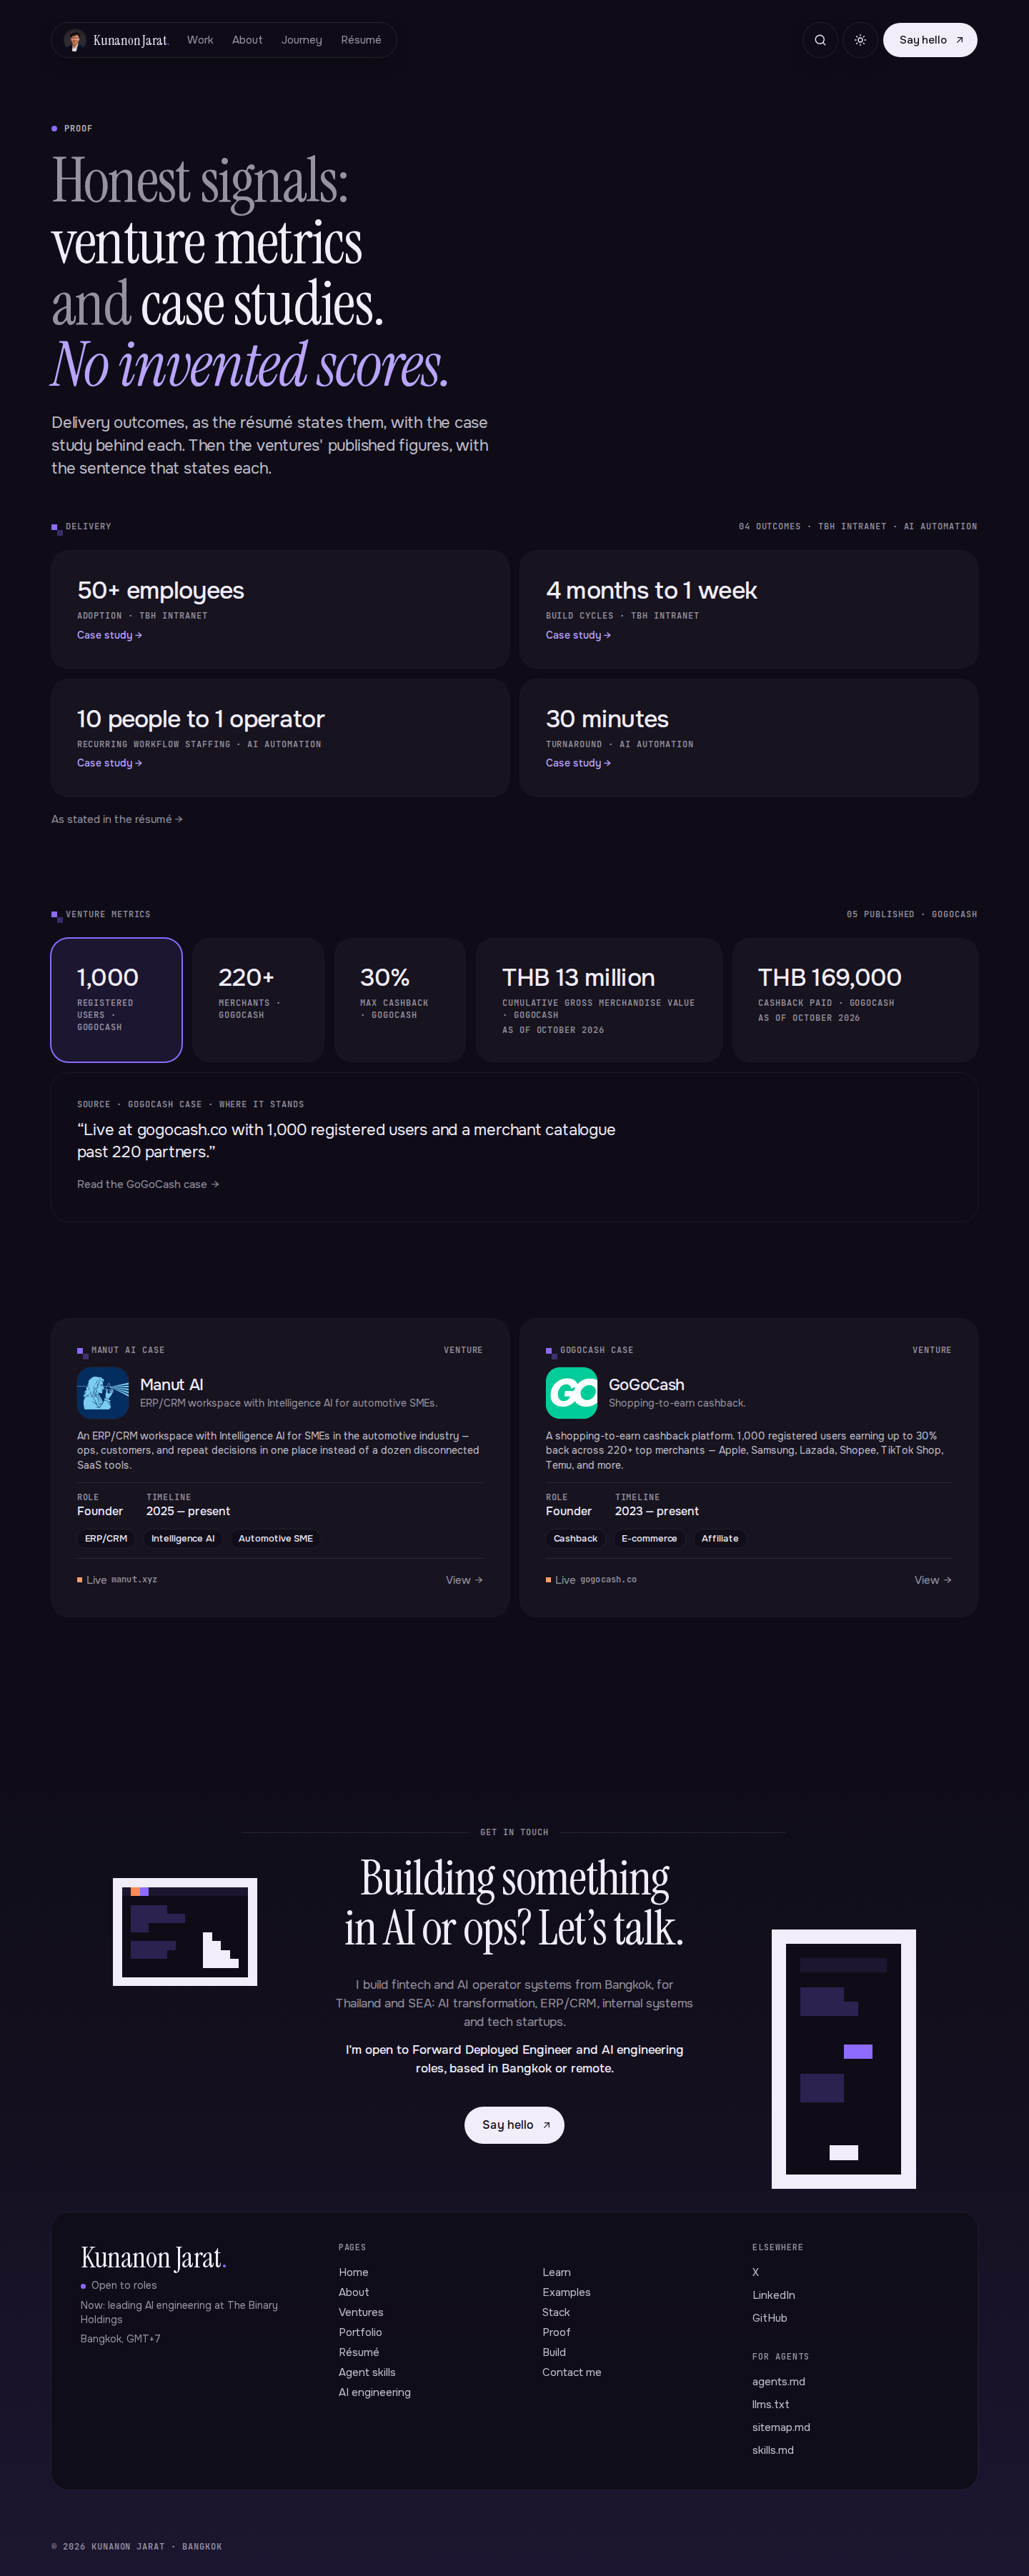 Kunanon Jarat.
Work
About
Journey
Résumé
Say hello
PROOF
Honest signals:
venture metrics
and case studies.
No invented scores.
Delivery outcomes, as the résumé states them, with the case
study behind each. Then the ventures' published figures, with
the sentence that states each.
DELIVERY
04 OUTCOMES · TBH INTRANET · AI AUTOMATION
50+ employees
ADOPTION · TBH INTRANET
Case study →
4 months to 1 week
BUILD CYCLES · TBH INTRANET
Case study →
10 people to 1 operator
RECURRING WORKFLOW STAFFING · AI AUTOMATION
Case study →
30 minutes
TURNAROUND · AI AUTOMATION
Case study →
As stated in the résumé →
VENTURE METRICS
05 PUBLISHED · GOGOCASH
1,000
REGISTERED
USERS ·
GOGOCASH
220+
MERCHANTS ·
GOGOCASH
30%
MAX CASHBACK
· GOGOCASH
THB 13 million
CUMULATIVE GROSS MERCHANDISE VALUE
· GOGOCASH
AS OF OCTOBER 2026
THB 169,000
CASHBACK PAID · GOGOCASH
AS OF OCTOBER 2026
SOURCE · GOGOCASH CASE · WHERE IT STANDS
“Live at gogocash.co with 1,000 registered users and a merchant catalogue
past 220 partners.”
Read the GoGoCash case →
MANUT AI CASE
VENTURE
Manut AI
ERP/CRM workspace with Intelligence AI for automotive SMEs.
An ERP/CRM workspace with Intelligence AI for SMEs in the automotive industry —
ops, customers, and repeat decisions in one place instead of a dozen disconnected
SaaS tools.
ROLE
Founder
TIMELINE
2025 — present
ERP/CRM
Intelligence AI
Automotive SME
Live manut.xyz
View →
GOGOCASH CASE
VENTURE
GO
GoGoCash
Shopping-to-earn cashback.
A shopping-to-earn cashback platform. 1,000 registered users earning up to 30%
back across 220+ top merchants — Apple, Samsung, Lazada, Shopee, TikTok Shop,
Temu, and more.
ROLE
Founder
TIMELINE
2023 — present
Cashback
E-commerce
Affiliate
Live gogocash.co
View →
GET IN TOUCH
Building something
in AI or ops? Let’s talk.
I build fintech and AI operator systems from Bangkok, for
Thailand and SEA: AI transformation, ERP/CRM, internal systems
and tech startups.
I'm open to Forward Deployed Engineer and AI engineering
roles, based in Bangkok or remote.
Say hello
Kunanon Jarat.
Open to roles
Now: leading AI engineering at The Binary
Holdings
Bangkok, GMT+7
PAGES
Home
About
Ventures
Portfolio
Résumé
Agent skills
AI engineering
Learn
Examples
Stack
Proof
Build
Contact me
ELSEWHERE
X
LinkedIn
GitHub
FOR AGENTS
agents.md
llms.txt
sitemap.md
skills.md
© 2026 KUNANON JARAT · BANGKOK